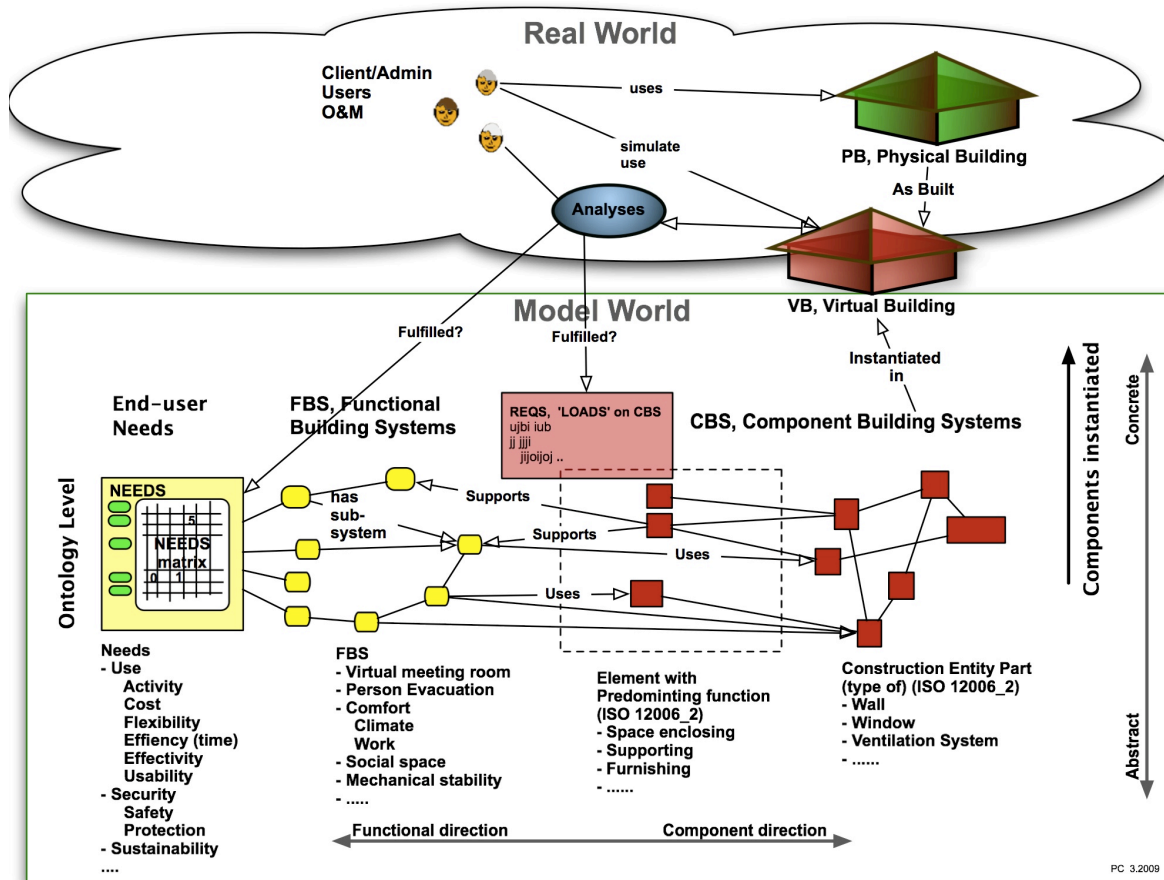 Real World
Client/Admin
Users
O&M
uses
simulate
use
PB, Physical Building
As Built
Analyses
VB, Virtual Building
Model World
Fulfilled?
Fulfilled?
Instantiated
in
End-user
Needs
FBS, Functional
Building Systems
REQS, 'LOADS' on CBS
ujbi iub
jj jjji
jijoijoj ..
CBS, Component Building Systems
Components instantiated
Concrete
Abstract
Ontology Level
NEEDS
5
NEEDS
matrix
0 1
has
sub-
system
Supports
Supports
Uses
Uses
Needs
- Use
Activity
Cost
Flexibility
Effiency (time)
Effectivity
Usability
- Security
Safety
Protection
- Sustainability
....
FBS
- Virtual meeting room
- Person Evacuation
- Comfort
Climate
Work
- Social space
- Mechanical stability
- .....
Element with
Predominting function
(ISO 12006_2)
- Space enclosing
- Supporting
- Furnishing
- ......
Construction Entity Part
(type of) (ISO 12006_2)
- Wall
- Window
- Ventilation System
- ......
Functional direction
Component direction
PC 3.2009